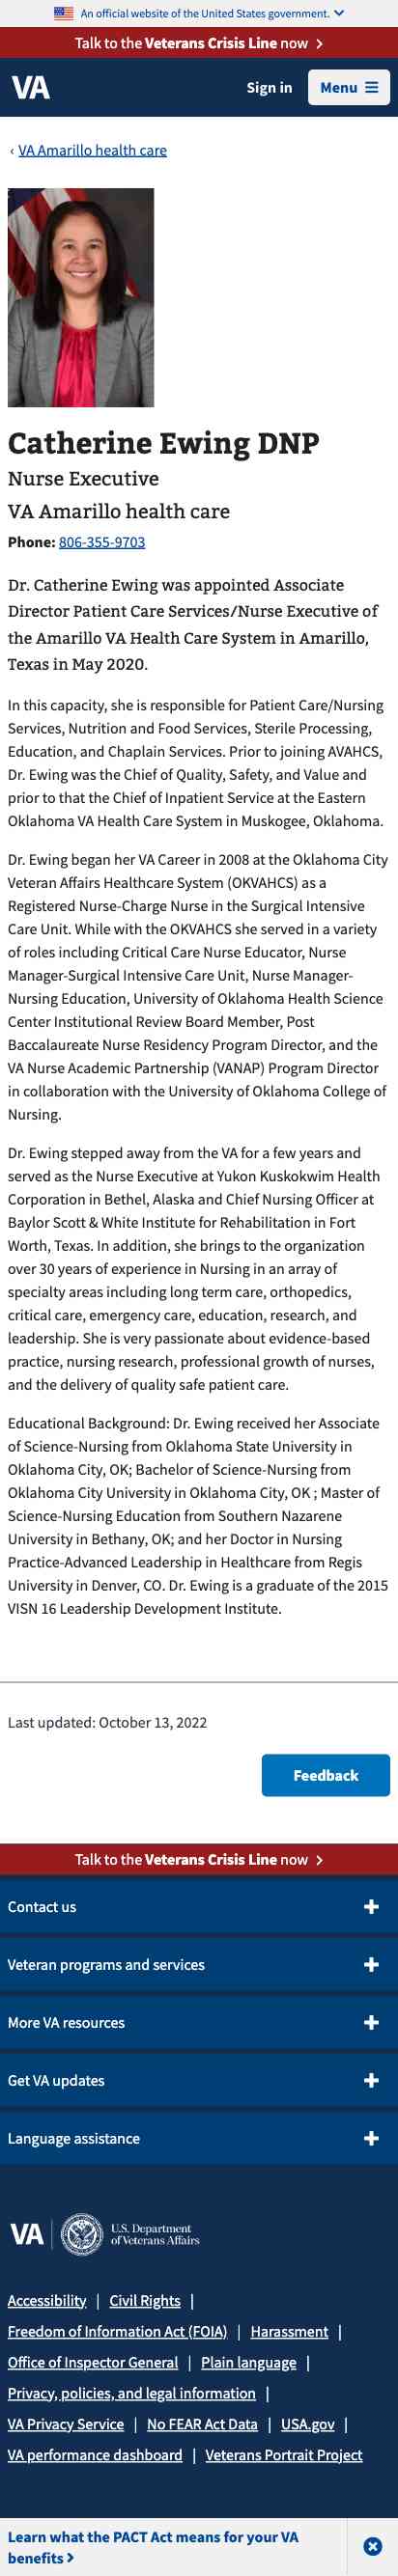 An official website of the United States government.
Talk to the Veterans Crisis Line now
VA
Sign in
Menu
‹ VA Amarillo health care
Catherine Ewing DNP
Nurse Executive
VA Amarillo health care
Phone: 806-355-9703
Dr. Catherine Ewing was appointed Associate
Director Patient Care Services/Nurse Executive of
the Amarillo VA Health Care System in Amarillo,
Texas in May 2020.
In this capacity, she is responsible for Patient Care/Nursing
Services, Nutrition and Food Services, Sterile Processing,
Education, and Chaplain Services. Prior to joining AVAHCS,
Dr. Ewing was the Chief of Quality, Safety, and Value and
prior to that the Chief of Inpatient Service at the Eastern
Oklahoma VA Health Care System in Muskogee, Oklahoma.
Dr. Ewing began her VA Career in 2008 at the Oklahoma City
Veteran Affairs Healthcare System (OKVAHCS) as a
Registered Nurse-Charge Nurse in the Surgical Intensive
Care Unit. While with the OKVAHCS she served in a variety
of roles including Critical Care Nurse Educator, Nurse
Manager-Surgical Intensive Care Unit, Nurse Manager-
Nursing Education, University of Oklahoma Health Science
Center Institutional Review Board Member, Post
Baccalaureate Nurse Residency Program Director, and the
VA Nurse Academic Partnership (VANAP) Program Director
in collaboration with the University of Oklahoma College of
Nursing.
Dr. Ewing stepped away from the VA for a few years and
served as the Nurse Executive at Yukon Kuskokwim Health
Corporation in Bethel, Alaska and Chief Nursing Officer at
Baylor Scott & White Institute for Rehabilitation in Fort
Worth, Texas. In addition, she brings to the organization
over 30 years of experience in Nursing in an array of
specialty areas including long term care, orthopedics,
critical care, emergency care, education, research, and
leadership. She is very passionate about evidence-based
practice, nursing research, professional growth of nurses,
and the delivery of quality safe patient care.
Educational Background: Dr. Ewing received her Associate
of Science-Nursing from Oklahoma State University in
Oklahoma City, OK; Bachelor of Science-Nursing from
Oklahoma City University in Oklahoma City, OK ; Master of
Science-Nursing Education from Southern Nazarene
University in Bethany, OK; and her Doctor in Nursing
Practice-Advanced Leadership in Healthcare from Regis
University in Denver, CO. Dr. Ewing is a graduate of the 2015
VISN 16 Leadership Development Institute.
Last updated: October 13, 2022
Feedback
Talk to the Veterans Crisis Line now
Contact us
Veteran programs and services
More VA resources
Get VA updates
Language assistance
VA | U.S. Department
of Veterans Affairs
Accessibility | Civil Rights |
Freedom of Information Act (FOIA) | Harassment |
Office of Inspector General | Plain language |
Privacy, policies, and legal information |
VA Privacy Service | No FEAR Act Data | USA.gov |
VA performance dashboard | Veterans Portrait Project
Learn what the PACT Act means for your VA
benefits